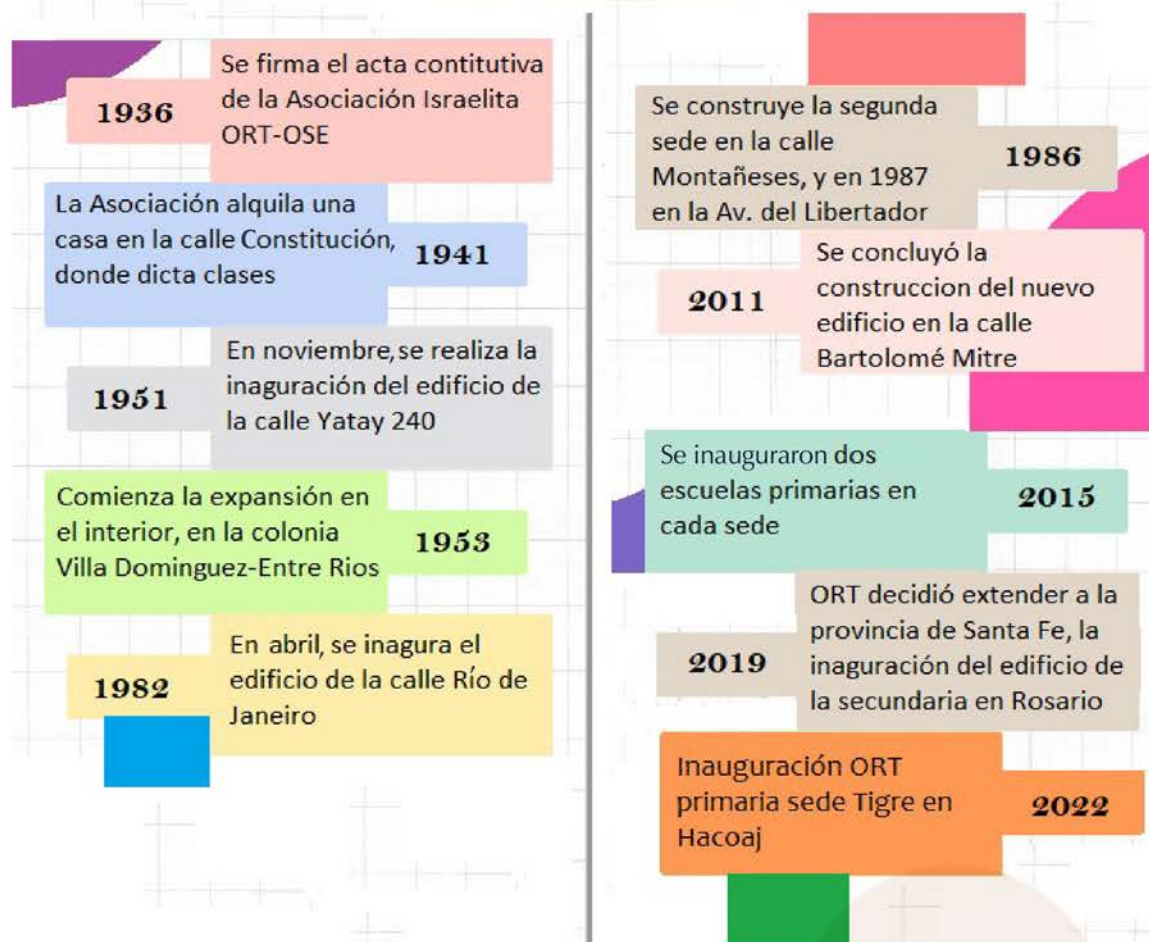 1936
Se firma el acta contitutiva
de la Asociación Israelita
ORT-OSE
La Asociación alquila una
casa en la calle Constitución,
donde dicta clases
1941
1951
En noviembre, se realiza la
inaguración del edificio de
la calle Yatay 240
Comienza la expansión en
el interior, en la colonia
Villa Dominguez-Entre Rios
1953
1982
En abril, se inagura el
edificio de la calle Río de
Janeiro
Se construye la segunda
sede en la calle
Montañeses, y en 1987
en la Av. del Libertador
1986
2011
Se concluyó la
construccion del nuevo
edificio en la calle
Bartolomé Mitre
Se inauguraron dos
escuelas primarias en
cada sede
2015
2019
ORT decidió extender a la
provincia de Santa Fe, la
inaguración del edificio de
la secundaria en Rosario
Inauguración ORT
primaria sede Tigre en
Hacoaj
2022